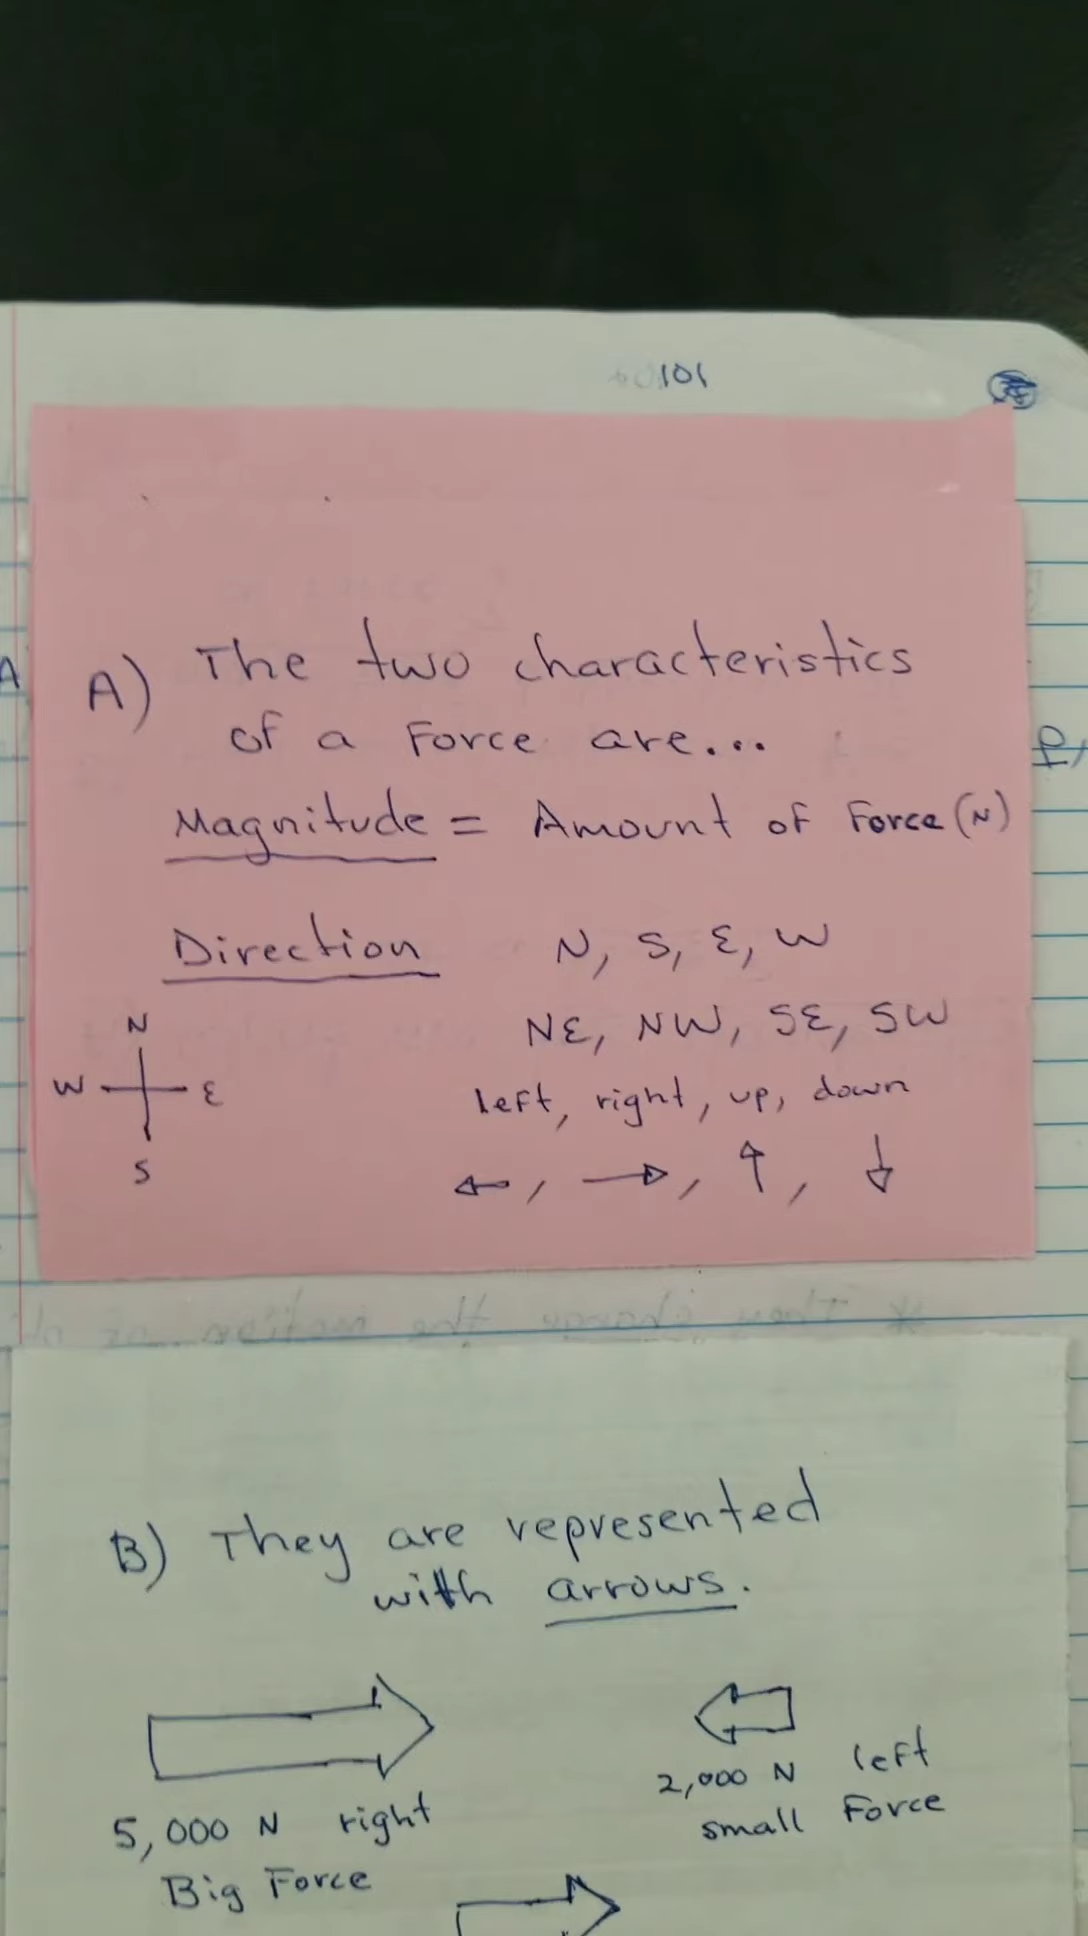 101
A) The two characteristics
of a Force are...
Magnitude = Amount of Force (N)
Direction N, S, E, W
NE, NW, SE, SW
left, right, up, down
←, →, ↑, ↓
N
W E
S
B) They are represented
with arrows.
5,000 N right
Big Force
2,000 N left
small Force